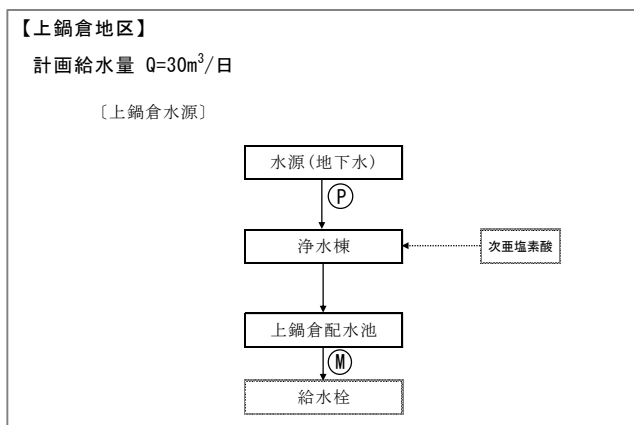 【上鍋倉地区】
計画給水量 Q=30m³/日
〔上鍋倉水源〕
水源(地下水)
Ⓟ
浄水棟
次亜塩素酸
上鍋倉配水池
Ⓜ
給水栓